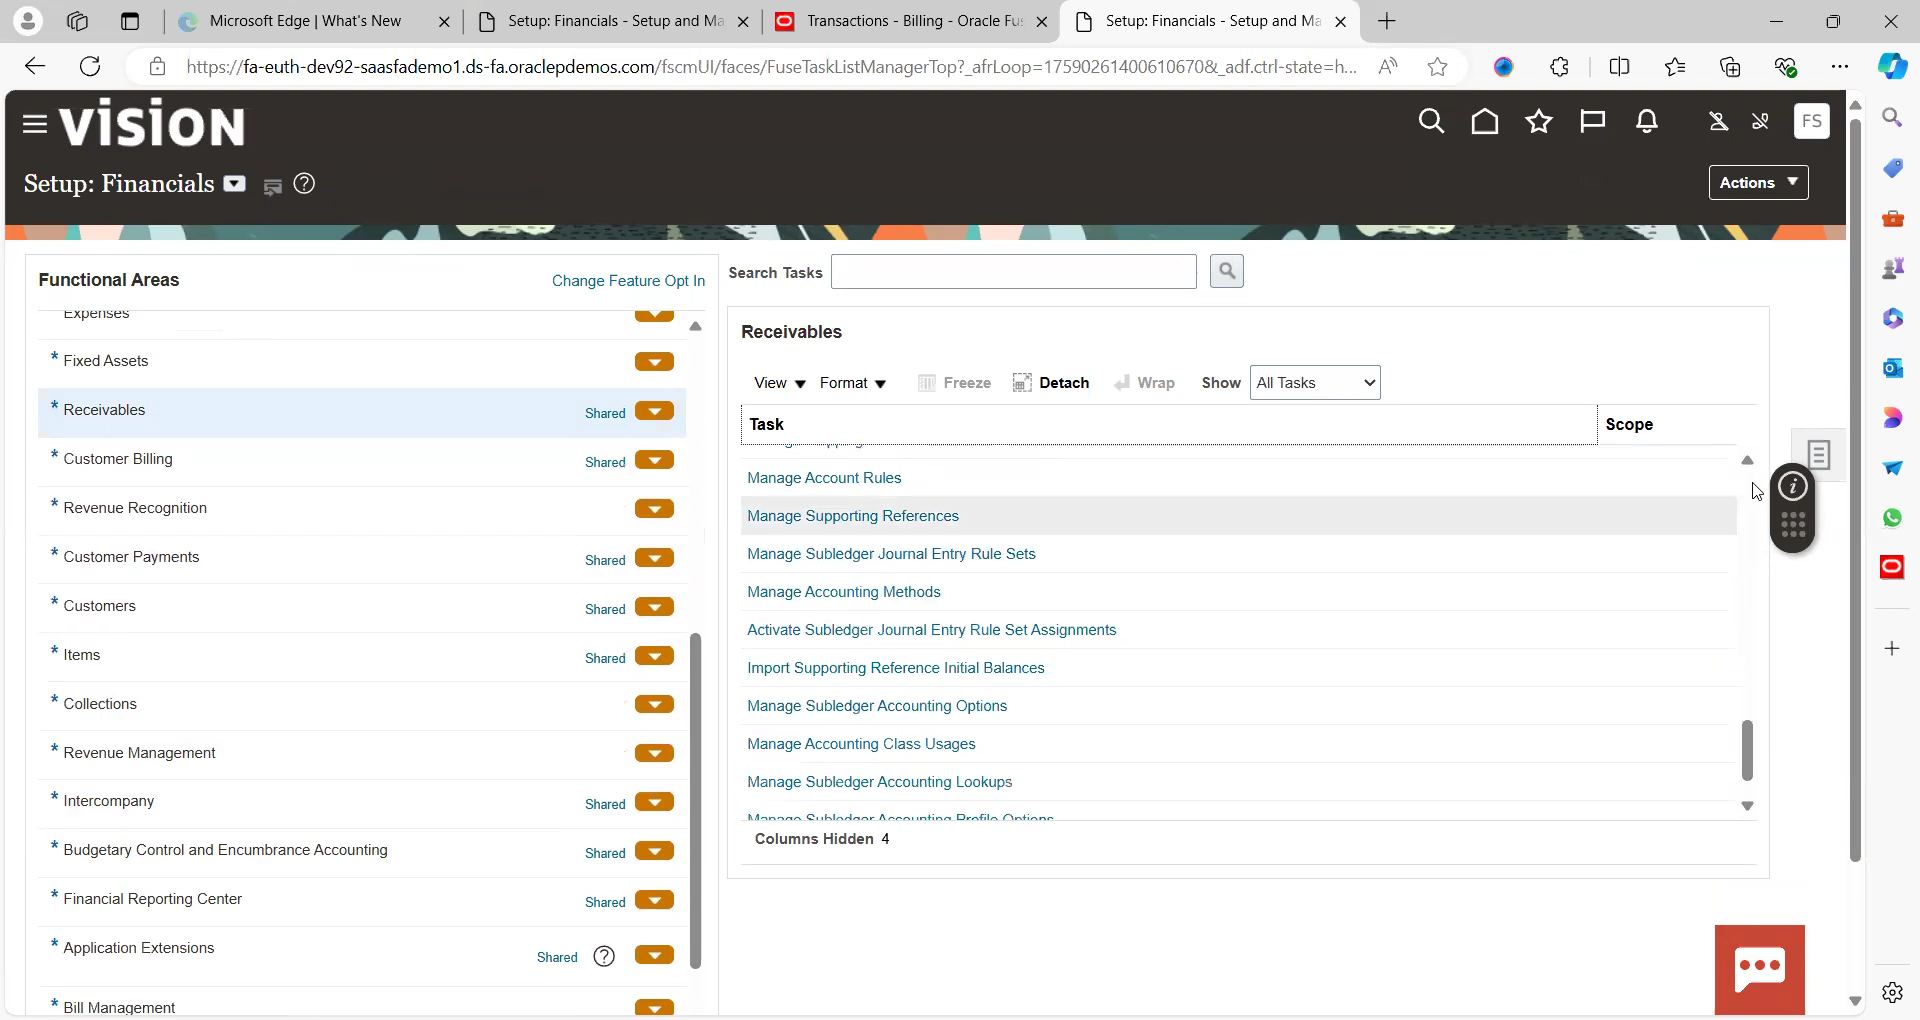 Microsoft Edge | What's New
Setup: Financials - Setup and Ma
Transactions - Billing - Oracle Fus
Setup: Financials - Setup and Ma
https://fa-euth-dev92-saasfademo1.ds-fa.oraclepdemos.com/fscmUI/faces/FuseTaskListManagerTop?_afrLoop=17590261400610670&_adf.ctrl-state=h...
vision
FS
Setup: Financials
Actions
Functional Areas
Change Feature Opt In
Search Tasks
Expenses
Fixed Assets
Receivables Shared
Customer Billing Shared
Revenue Recognition
Customer Payments Shared
Customers Shared
Items Shared
Collections
Revenue Management
Intercompany Shared
Budgetary Control and Encumbrance Accounting Shared
Financial Reporting Center Shared
Application Extensions Shared
Bill Management
Receivables
View Format Freeze Detach Wrap Show All Tasks
Task Scope
Manage Account Rules
Manage Supporting References
Manage Subledger Journal Entry Rule Sets
Manage Accounting Methods
Activate Subledger Journal Entry Rule Set Assignments
Import Supporting Reference Initial Balances
Manage Subledger Accounting Options
Manage Accounting Class Usages
Manage Subledger Accounting Lookups
Manage Subledger Accounting Profile Options
Columns Hidden 4